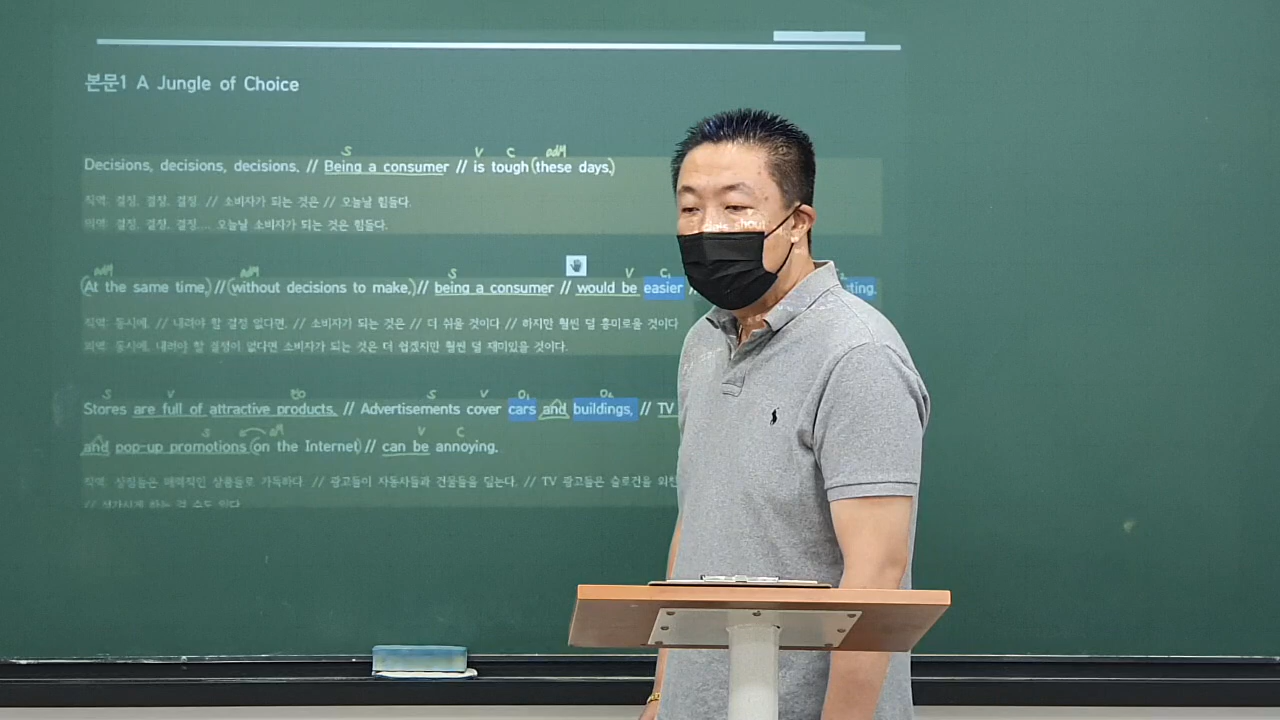 본문1 A Jungle of Choice
S V C adv
Decisions, decisions, decisions. // Being a consumer // is tough (these days.)
직역: 결정, 결정, 결정. // 소비자가 되는 것은 // 오늘날 힘들다.
의역: 결정, 결정, 결정... 오늘날 소비자가 되는 것은 힘들다.
adv adv S V C₁
(At the same time,) // (without decisions to make,) // being a consumer // would be easier // ting.
직역: 동시에, // 내려야 할 결정 없다면, // 소비자가 되는 것은 // 더 쉬울 것이다 // 하지만 훨씬 덜 흥미로울 것이다
의역: 동시에, 내려야 할 결정이 없다면 소비자가 되는 것은 더 쉽겠지만 훨씬 덜 재미있을 것이다.
S V S V O₁ O₂
Stores are full of attractive products. // Advertisements cover cars and buildings, // TV
S V C
and pop-up promotions (on the Internet) // can be annoying.
직역: 상점들은 매력적인 상품들로 가득하다 // 광고들이 자동사들과 건물들을 덮는다. // TV 광고들은